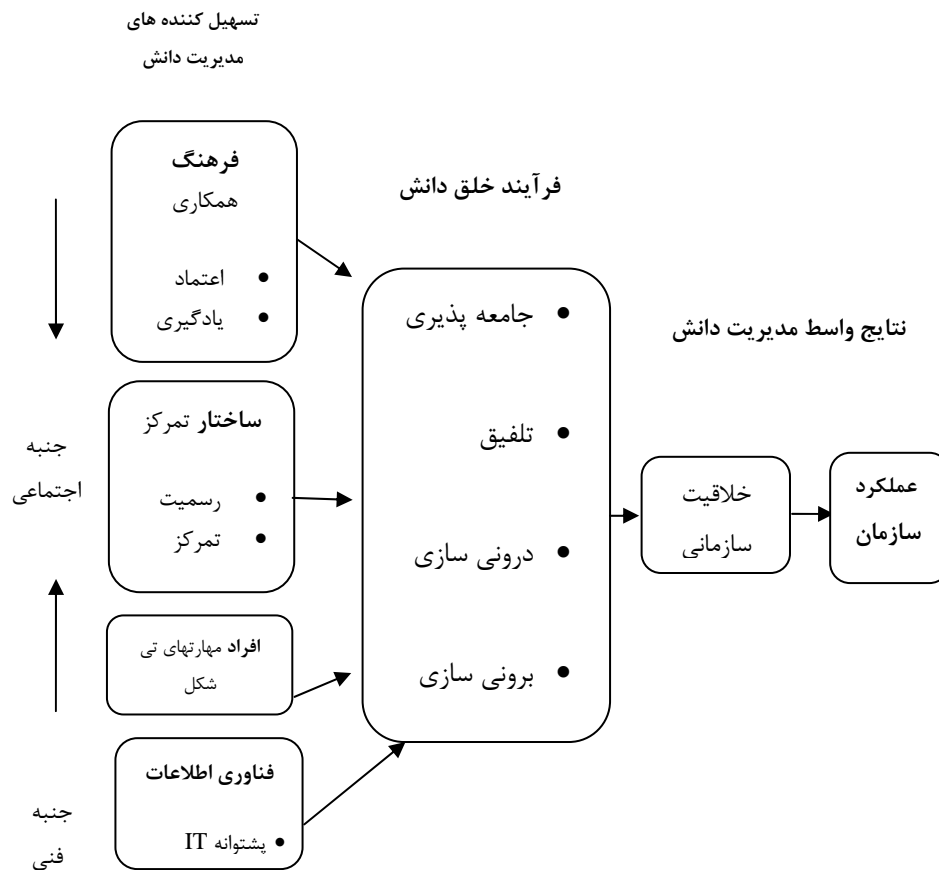 تسهیل کننده های
مدیریت دانش
فرهنگ
همکاری
• اعتماد
• یادگیری
ساختار تمرکز
• رسمیت
• تمرکز
افراد مهارتهای تی
شکل
فناوری اطلاعات
• پشتوانه IT
جنبه
اجتماعی
جنبه
فنی
فرآیند خلق دانش
• جامعه پذیری
• تلفیق
• درونی سازی
• برونی سازی
نتایج واسط مدیریت دانش
خلاقیت
سازمانی
عملکرد
سازمان